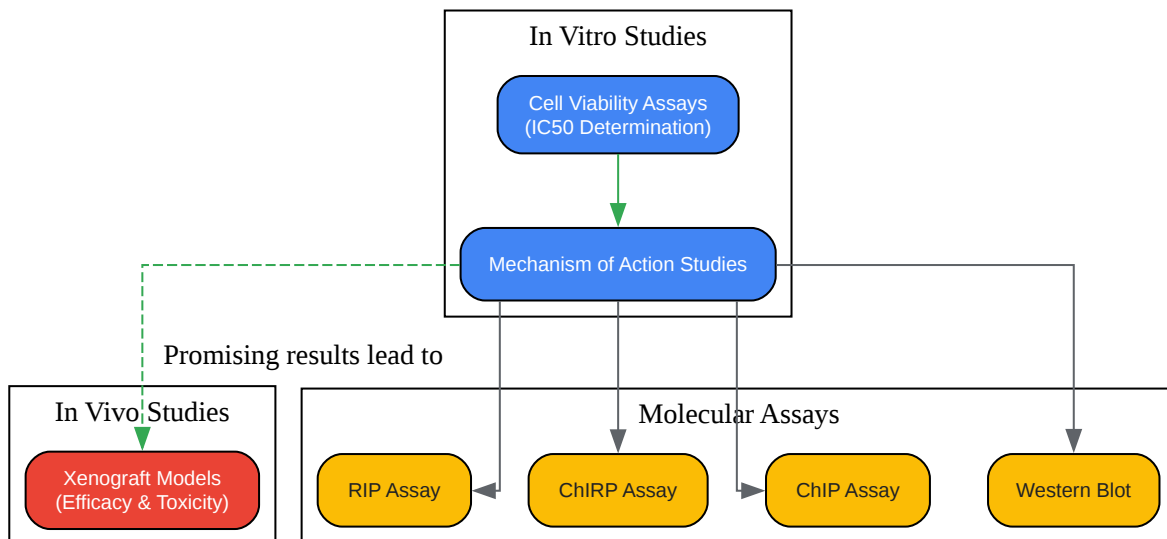 In Vitro Studies
Cell Viability Assays
(IC50 Determination)
Mechanism of Action Studies
Promising results lead to
In Vivo Studies
Xenograft Models
(Efficacy & Toxicity)
Molecular Assays
RIP Assay
ChIRP Assay
ChIP Assay
Western Blot